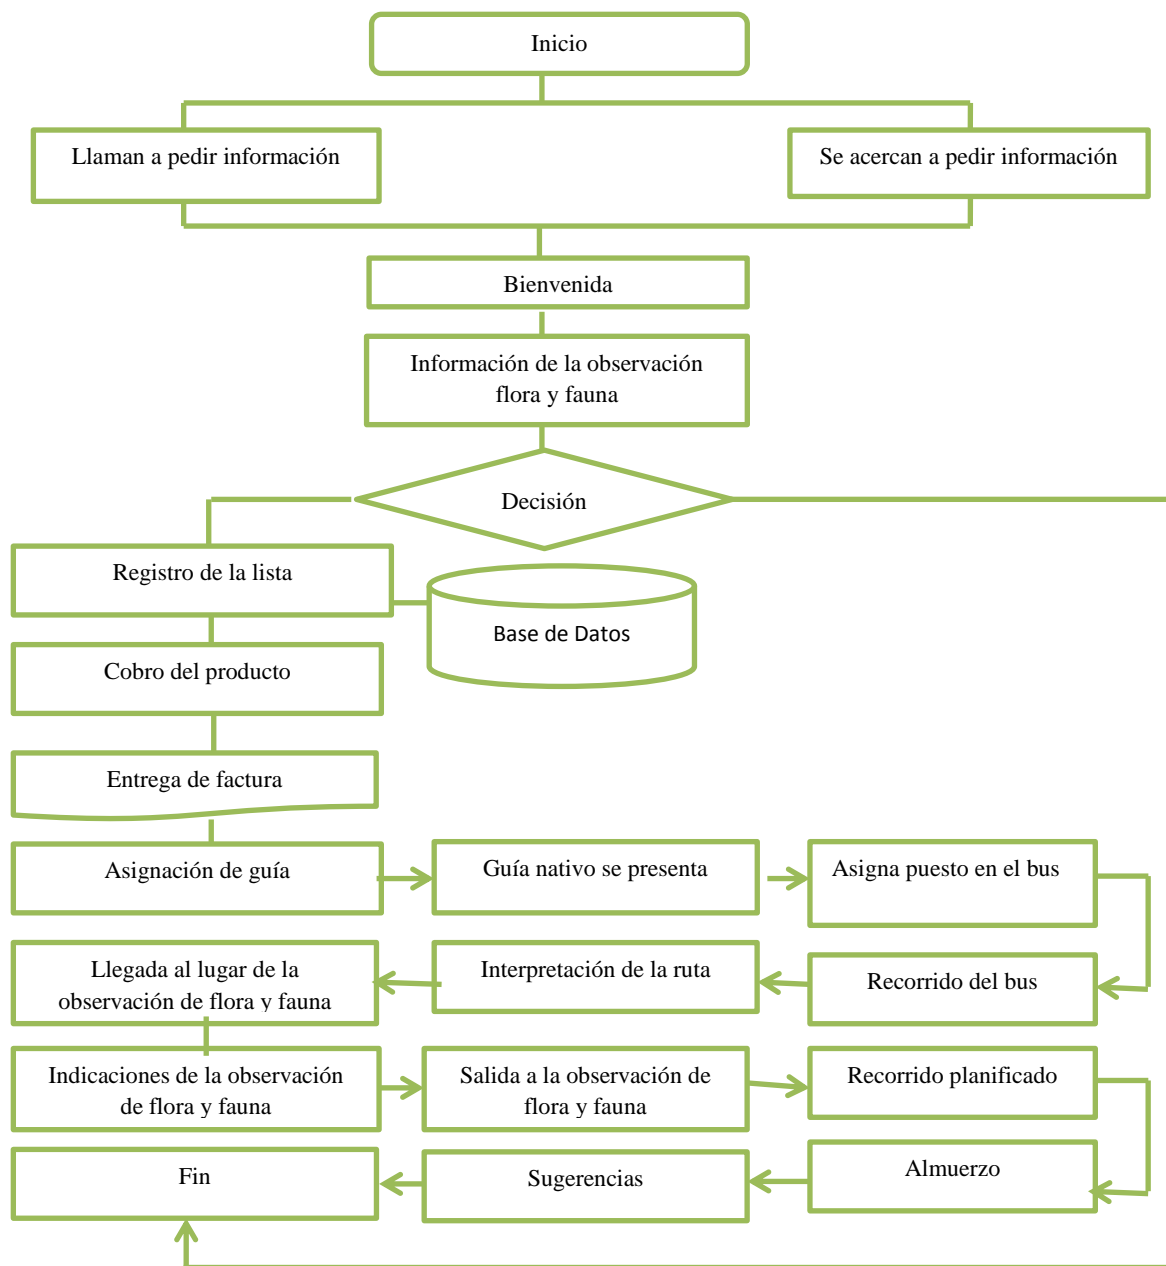 Inicio
Llaman a pedir información
Se acercan a pedir información
Bienvenida
Información de la observación
flora y fauna
Decisión
Registro de la lista
Base de Datos
Cobro del producto
Entrega de factura
Asignación de guía
Guía nativo se presenta
Asigna puesto en el bus
Llegada al lugar de la
observación de flora y fauna
Interpretación de la ruta
Recorrido del bus
Indicaciones de la observación
de flora y fauna
Salida a la observación de
flora y fauna
Recorrido planificado
Fin
Sugerencias
Almuerzo